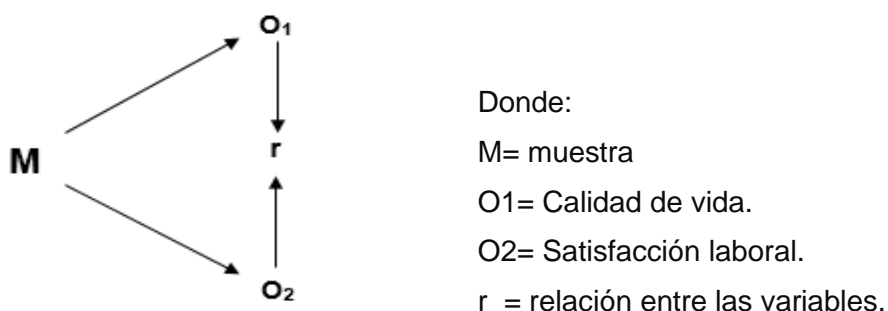 O₁
Donde:
M= muestra
M
r
O1= Calidad de vida.
O2= Satisfacción laboral.
O₂
r = relación entre las variables.